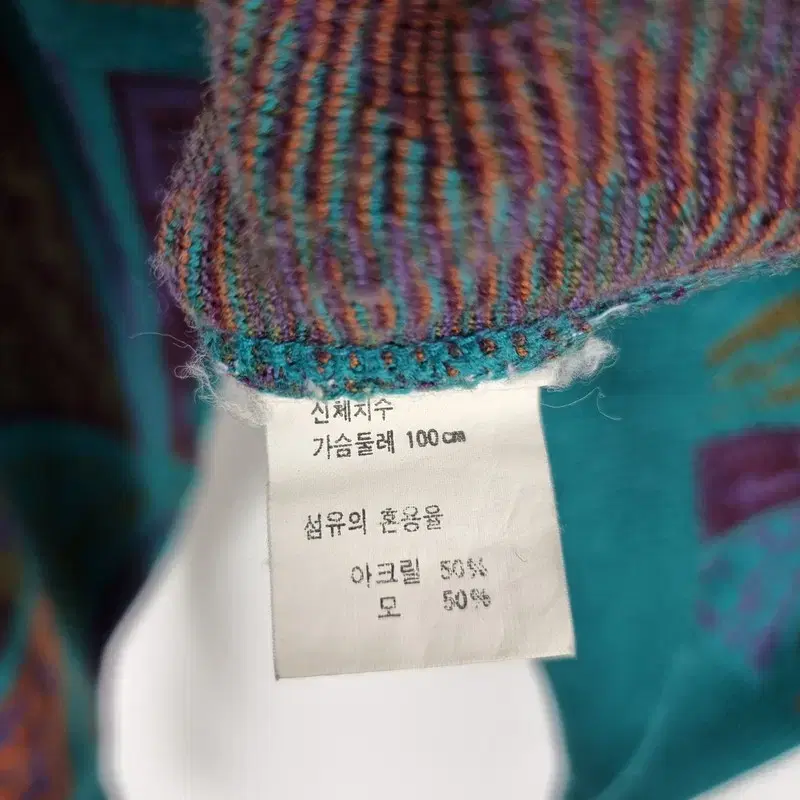 신체지수
가슴둘레 100cm
섬유의 혼용율
아크릴 50%
모 50%